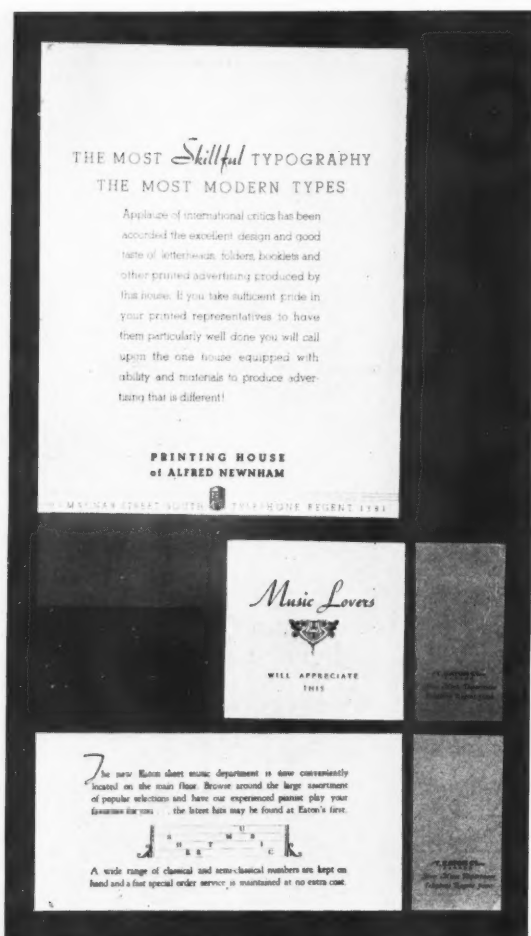 THE MOST Skillful TYPOGRAPHY
THE MOST MODERN TYPES
Applause of international critics has been
accorded the excellent design and good
taste of letterheads, folders, booklets and
other printed advertising produced by
this house. If you take sufficient pride in
your printed representatives to have
them particularly well done you will call
upon the one house equipped with
ability and materials to produce adver-
tising that is different!
PRINTING HOUSE
of ALFRED NEWNHAM
STREET SOUTH TELEPHONE REGENT 1981
Music Lovers
WILL APPRECIATE
THIS
The new Eaton sheet music department is now conveniently
located on the main floor. Browse around the large assortment
of popular selections and have our experienced pianist play your
favorites for you . . . the latest hits may be found at Eaton's first.
SHEET MUSIC
A wide range of classical and semi-classical numbers are kept on
hand and a fast special order service is maintained at no extra cost.